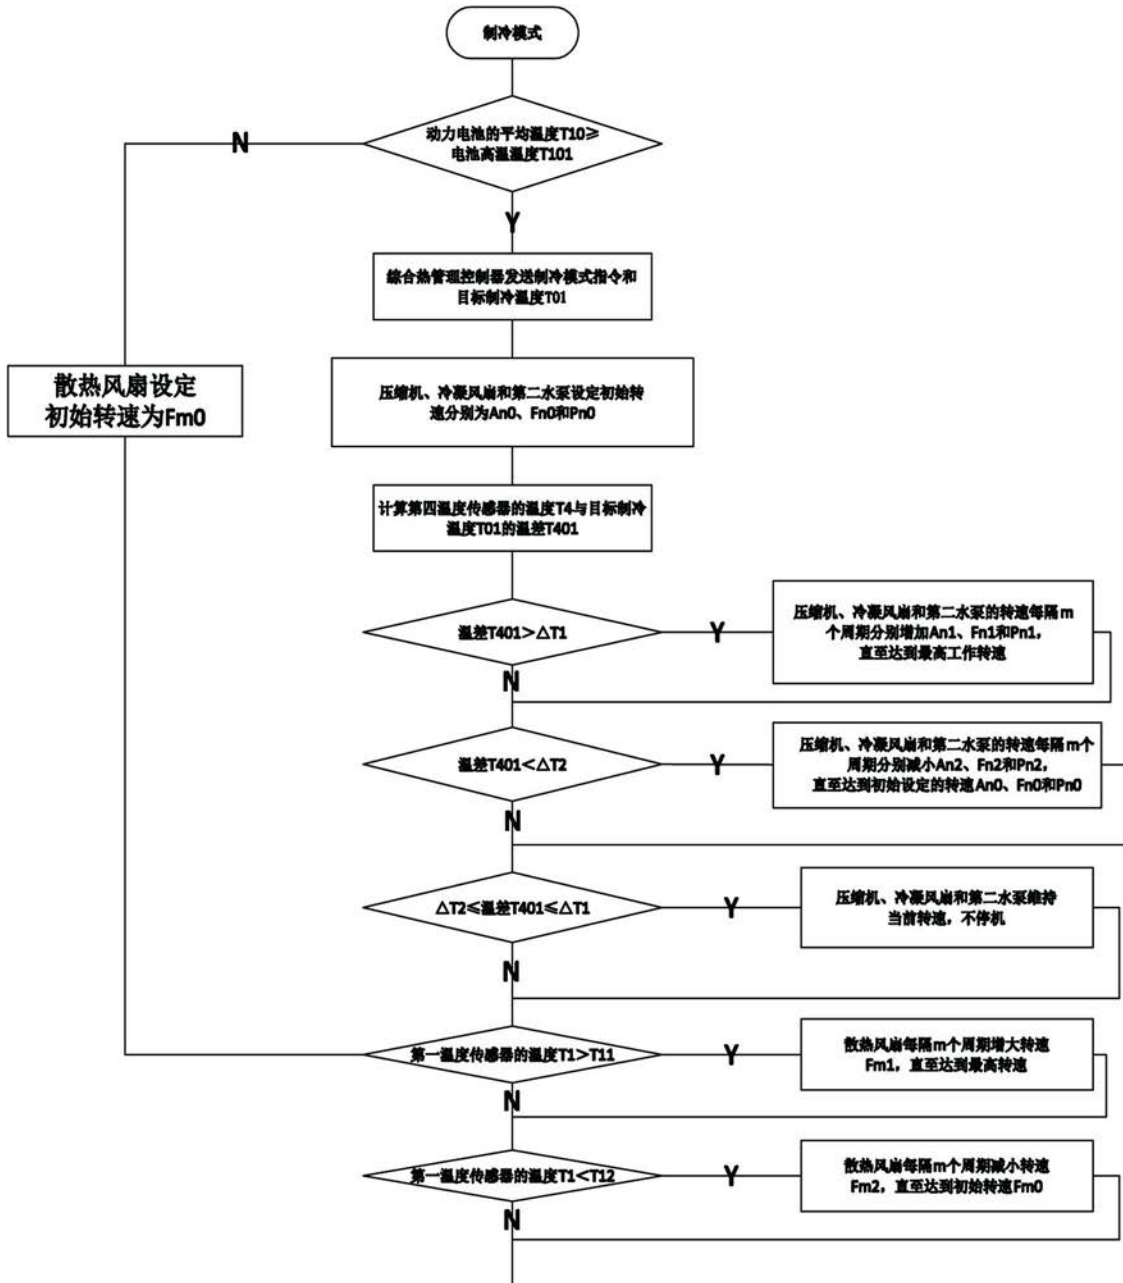 制冷模式
动力电池的平均温度T10≥
电池高温温度T101
N
Y
综合热管理控制器发送制冷模式指令和
目标制冷温度T01
散热风扇设定
初始转速为Fm0
压缩机、冷凝风扇和第二水泵设定初始转
速分别为An0、Fn0和Pn0
计算第四温度传感器的温度T4与目标制冷
温度T01的温差T401
温差T401＞△T1
Y
压缩机、冷凝风扇和第二水泵的转速每隔m
个周期分别增加An1、Fn1和Pn1，
直至达到最高工作转速
N
温差T401＜△T2
Y
压缩机、冷凝风扇和第二水泵的转速每隔m个
周期分别减小An2、Fn2和Pn2，
直至达到初始设定的转速An0、Fn0和Pn0
N
△T2≤温差T401≤△T1
Y
压缩机、冷凝风扇和第二水泵维持
当前转速，不停机
N
第一温度传感器的温度T1＞T11
Y
散热风扇每隔m个周期增大转速
Fm1，直至达到最高转速
N
第一温度传感器的温度T1＜T12
Y
散热风扇每隔m个周期减小转速
Fm2，直至达到初始转速Fm0
N